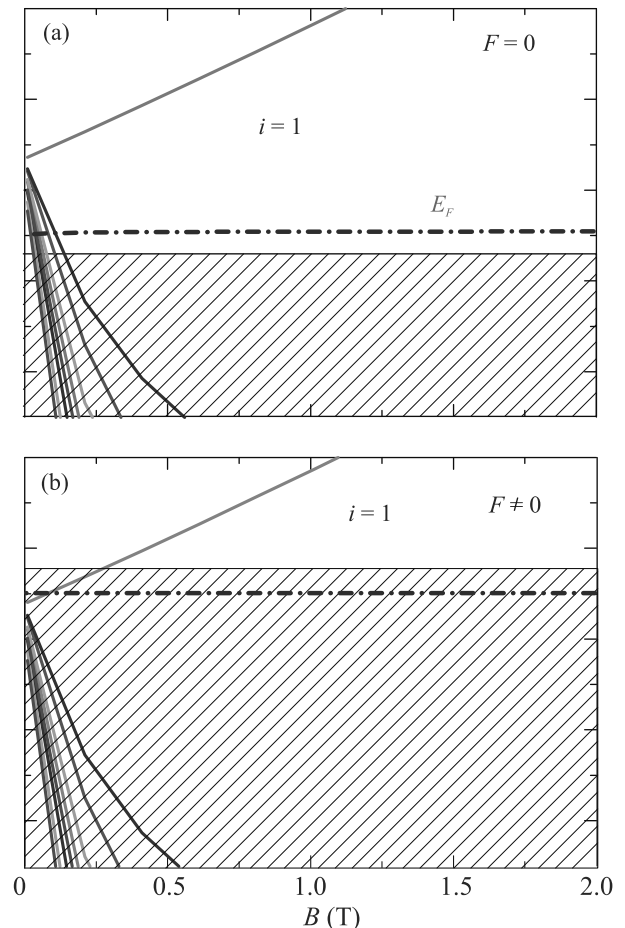 (a)
F = 0
i = 1
E_F
(b)
F ≠ 0
i = 1
0 0.5 1.0 1.5 2.0
B (T)